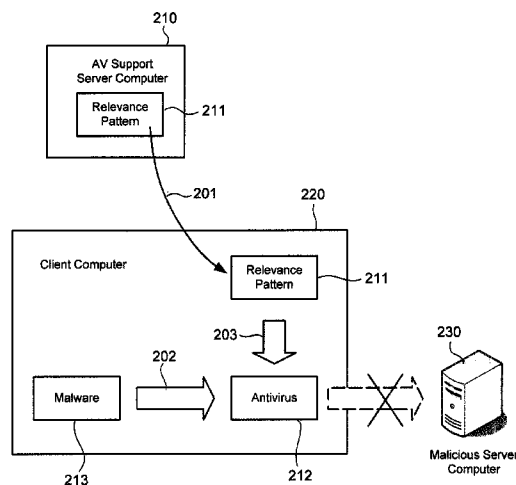 210
AV Support
Server Computer
Relevance
Pattern
211
201
220
Client Computer
Relevance
Pattern
211
203
230
202
Malware
Antivirus
213
212
Malicious Server
Computer